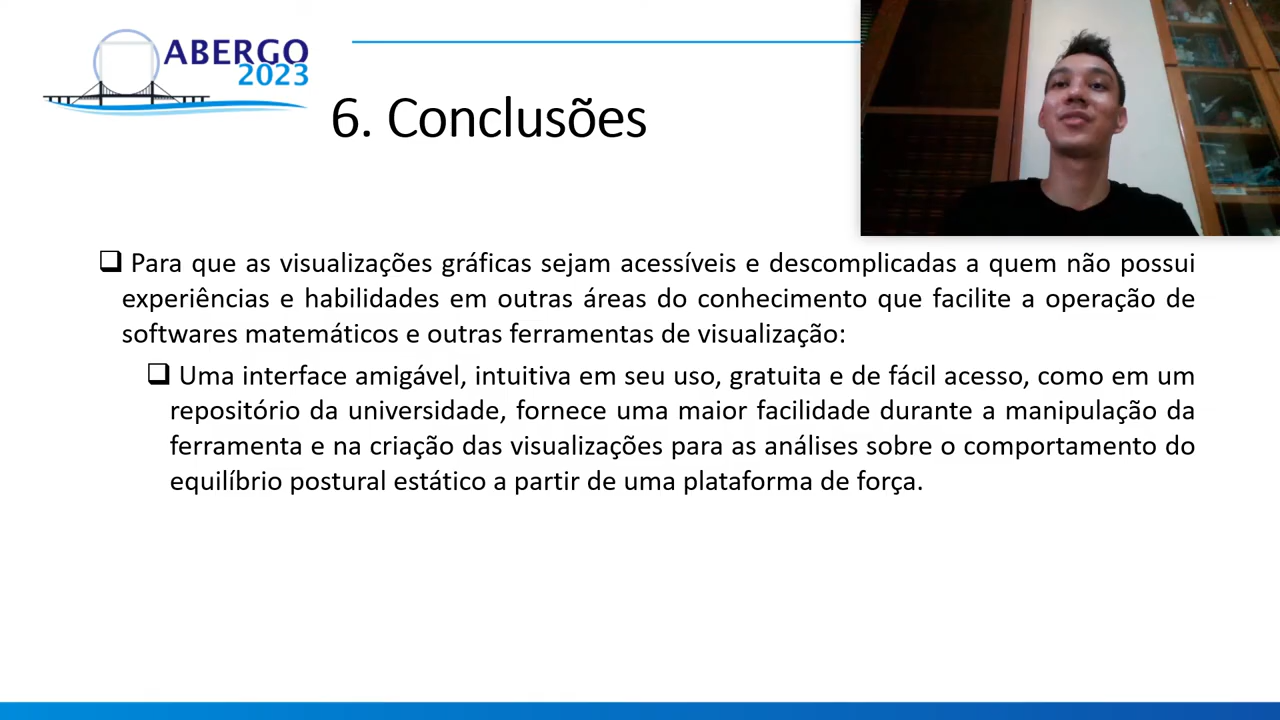 ABERGO
2023
6. Conclusões
Para que as visualizações gráficas sejam acessíveis e descomplicadas a quem não possui
experiências e habilidades em outras áreas do conhecimento que facilite a operação de
softwares matemáticos e outras ferramentas de visualização:
Uma interface amigável, intuitiva em seu uso, gratuita e de fácil acesso, como em um
repositório da universidade, fornece uma maior facilidade durante a manipulação da
ferramenta e na criação das visualizações para as análises sobre o comportamento do
equilíbrio postural estático a partir de uma plataforma de força.